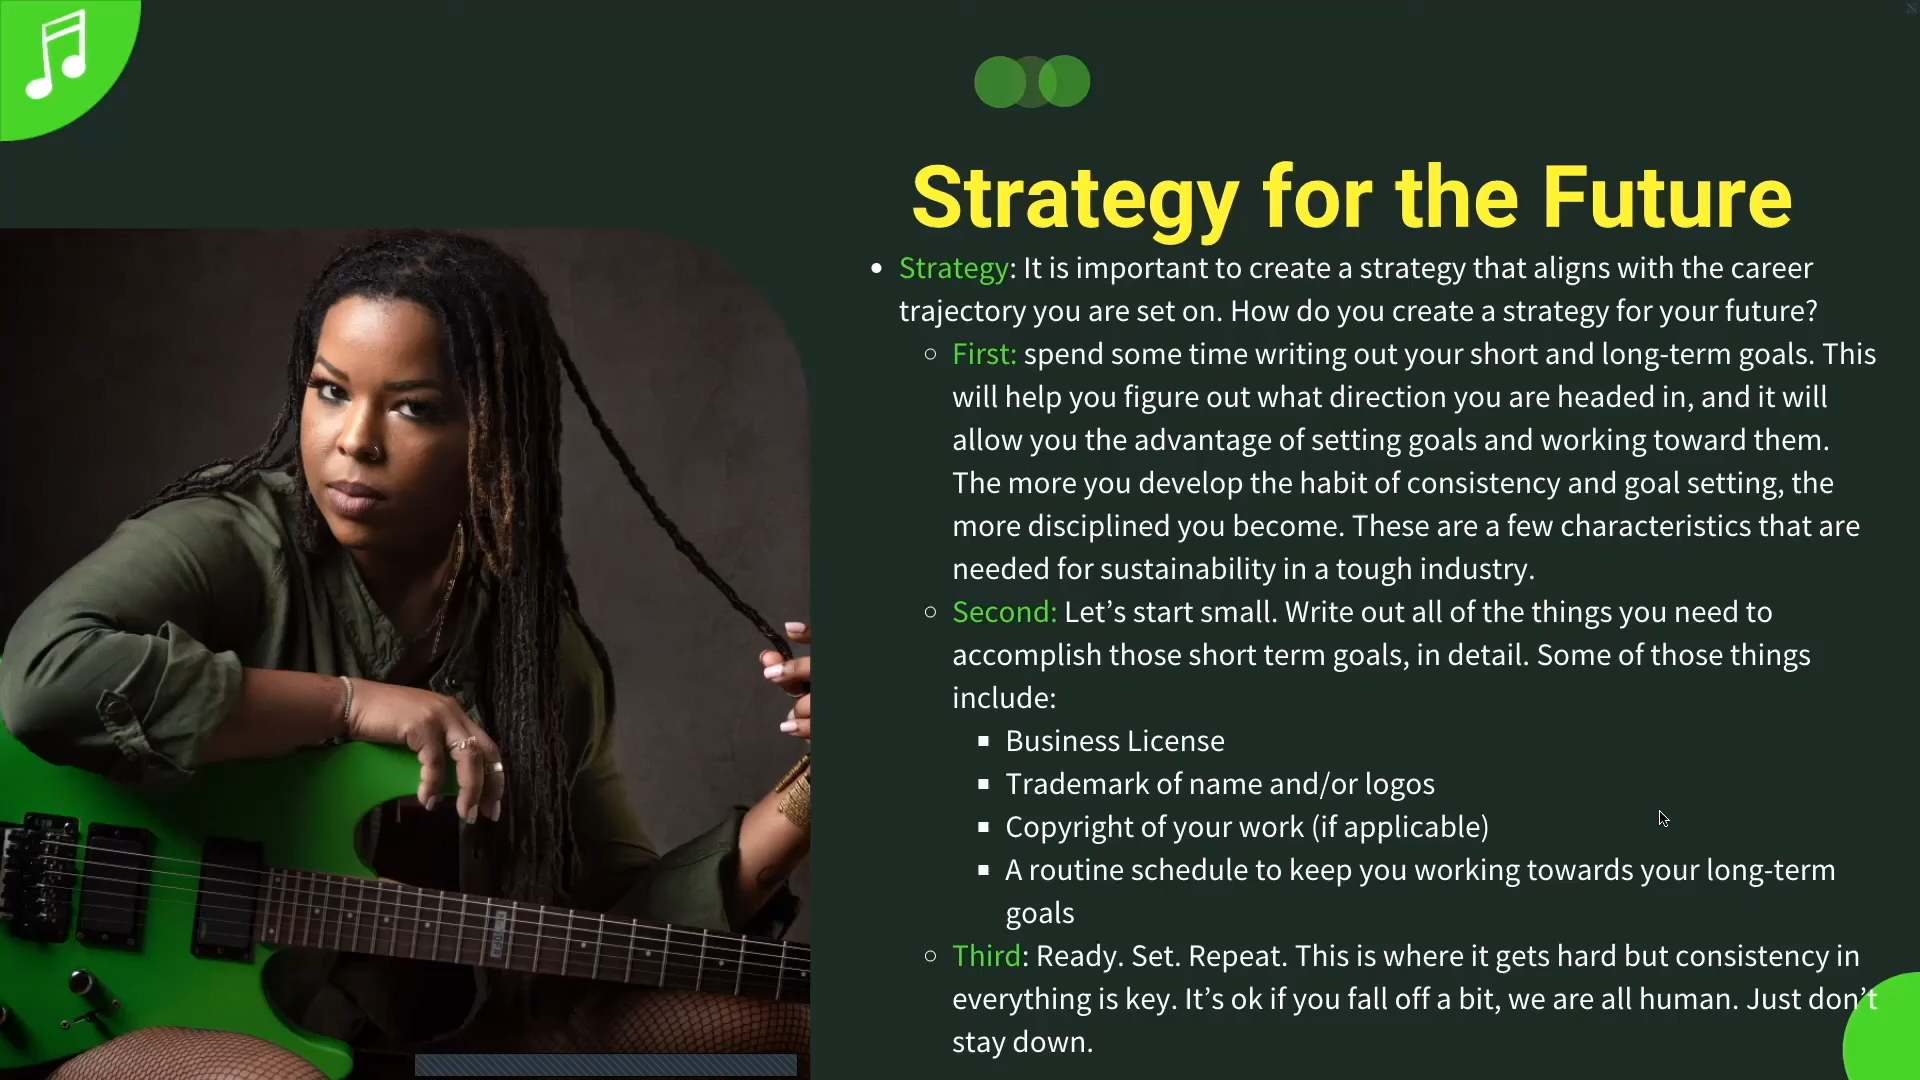 Strategy for the Future
• Strategy: It is important to create a strategy that aligns with the career
trajectory you are set on. How do you create a strategy for your future?
○ First: spend some time writing out your short and long-term goals. This
will help you figure out what direction you are headed in, and it will
allow you the advantage of setting goals and working toward them.
The more you develop the habit of consistency and goal setting, the
more disciplined you become. These are a few characteristics that are
needed for sustainability in a tough industry.
○ Second: Let’s start small. Write out all of the things you need to
accomplish those short term goals, in detail. Some of those things
include:
▪ Business License
▪ Trademark of name and/or logos
▪ Copyright of your work (if applicable)
▪ A routine schedule to keep you working towards your long-term
goals
○ Third: Ready. Set. Repeat. This is where it gets hard but consistency in
everything is key. It’s ok if you fall off a bit, we are all human. Just don’t
stay down.